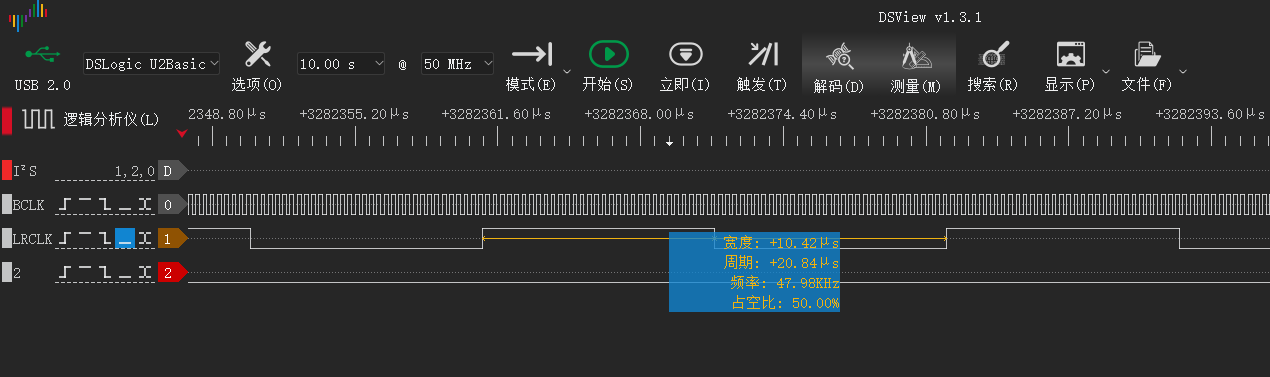 DSView v1.3.1
USB 2.0
DSLogic U2Basic
选项(O)
10.00 s
@
50 MHz
模式(E)
开始(S)
立即(I)
触发(T)
解码(D)
测量(M)
搜索(R)
显示(P)
文件(F)
逻辑分析仪(L)
2348.80μs +3282355.20μs +3282361.60μs +3282368.00μs +3282374.40μs +3282380.80μs +3282387.20μs +3282393.60μs
I²S 1,2,0 D
BCLK 0
LRCLK 1
2 2
宽度: +10.42μs
周期: +20.84μs
频率: 47.98KHz
占空比: 50.00%